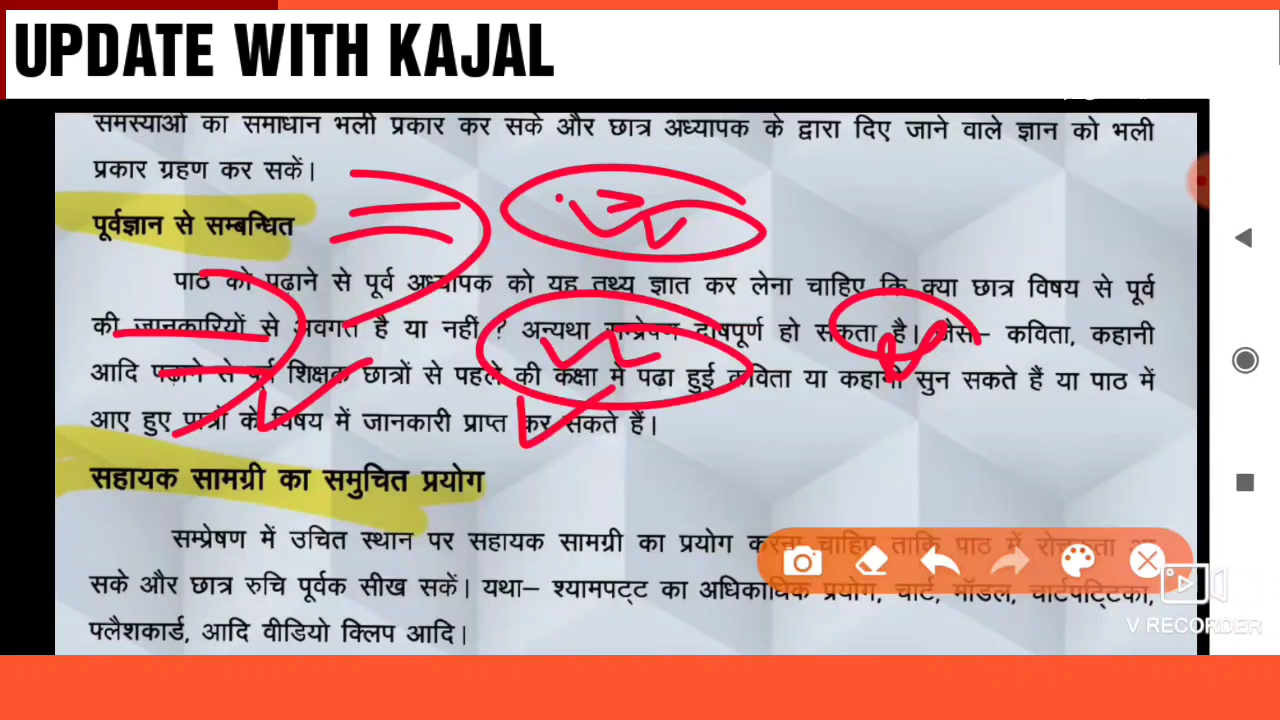 UPDATE WITH KAJAL
समस्याओं का समाधान भली प्रकार कर सकें और छात्र अध्यापक के द्वारा दिए जाने वाले ज्ञान को भली
प्रकार ग्रहण कर सकें।
पूर्वज्ञान से सम्बन्धित
पाठ को पढ़ाने से पूर्व अध्यापक को यह तथ्य ज्ञात कर लेना चाहिए कि क्या छात्र विषय से पूर्व
की जानकारियों से अवगत है या नहीं ? अन्यथा सम्प्रेषण दोषपूर्ण हो सकता है। जैसे– कविता, कहानी
आदि पढ़ाने से पूर्व शिक्षक छात्रों से पहले की कक्षा में पढा हुई कविता या कहानी सुन सकते हैं या पाठ में
आए हुए पात्रों के विषय में जानकारी प्राप्त कर सकते हैं।
सहायक सामग्री का समुचित प्रयोग
सम्प्रेषण में उचित स्थान पर सहायक सामग्री का प्रयोग करना चाहिए ताकि पाठ में रोचकता आ
सके और छात्र रुचि पूर्वक सीख सकें। यथा– श्यामपट्ट का अधिकाधिक प्रयोग, चार्ट, मॉडल, चार्टपट्टिका,
फ्लैशकार्ड, आदि वीडियो क्लिप आदि।
V RECORDER